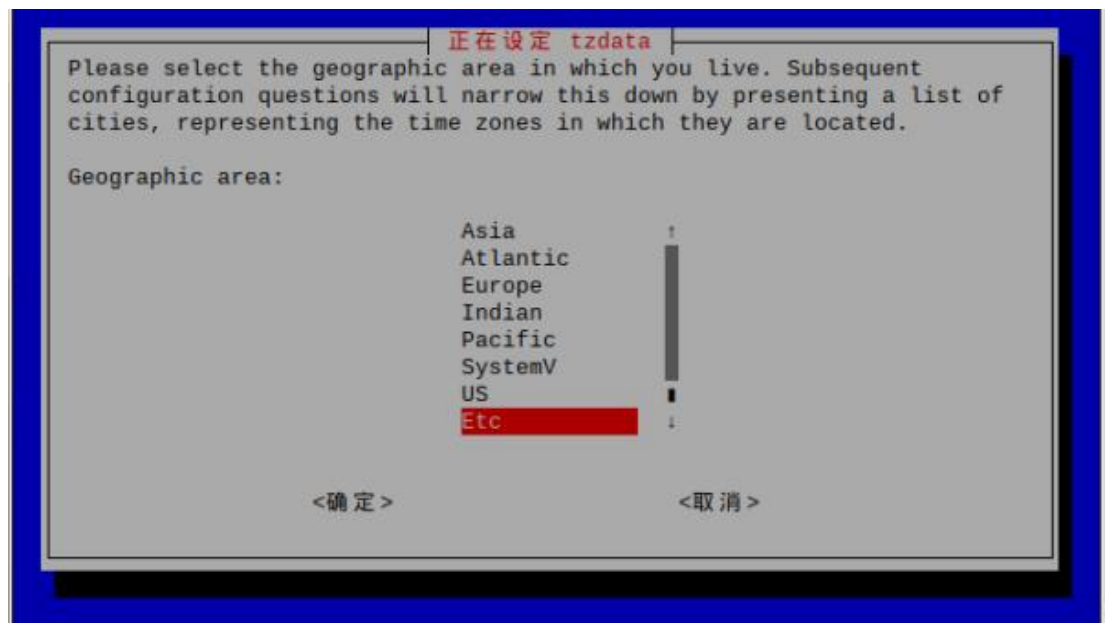 正在设定 tzdata
Please select the geographic area in which you live. Subsequent
configuration questions will narrow this down by presenting a list of
cities, representing the time zones in which they are located.
Geographic area:
Asia
Atlantic
Europe
Indian
Pacific
SystemV
US
Etc
<确定> <取消>